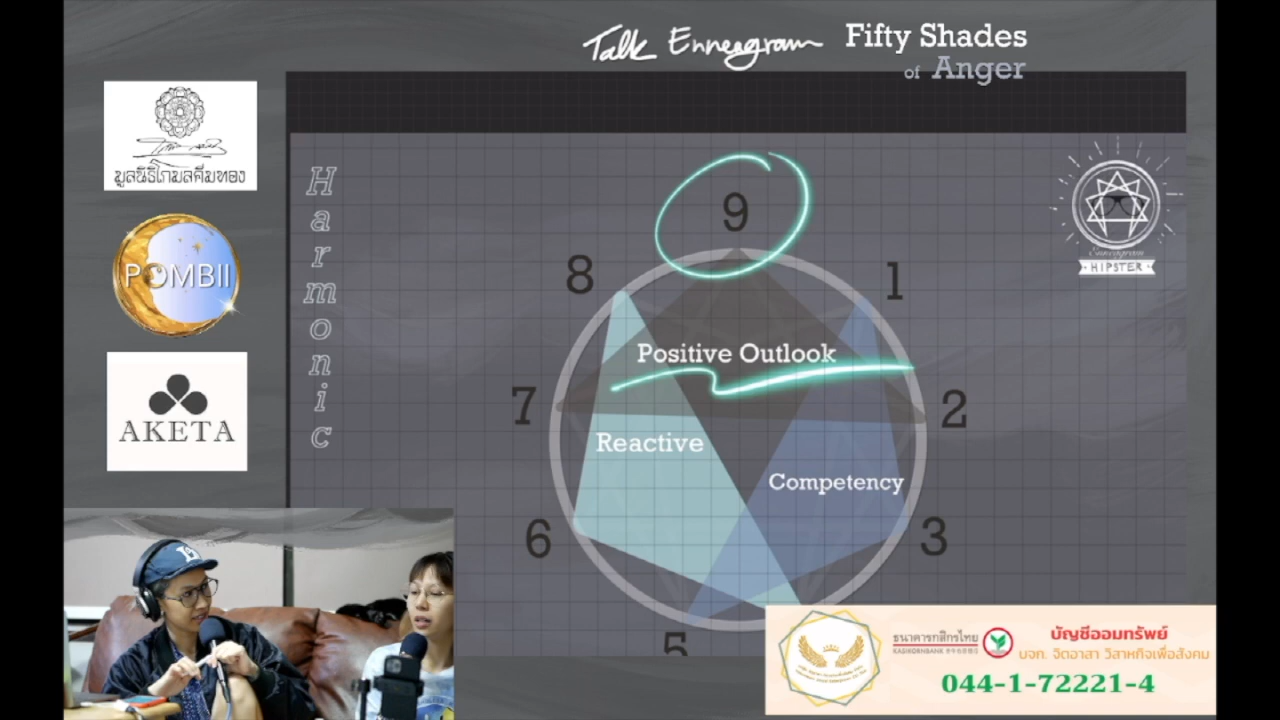 Talk Enneagram
Fifty Shades
of Anger
มูลนิธิโกมลคีมทอง
POMBII
AKETA
Harmonic
9
8
1
Positive Outlook
7
2
Reactive
Competency
6
3
5
HIPSTER
ธนาคารกสิกรไทย
KASIKORNBANK
บัญชีออมทรัพย์
มจก. จิตอาสา วิสาหกิจเพื่อสังคม
044-1-72221-4